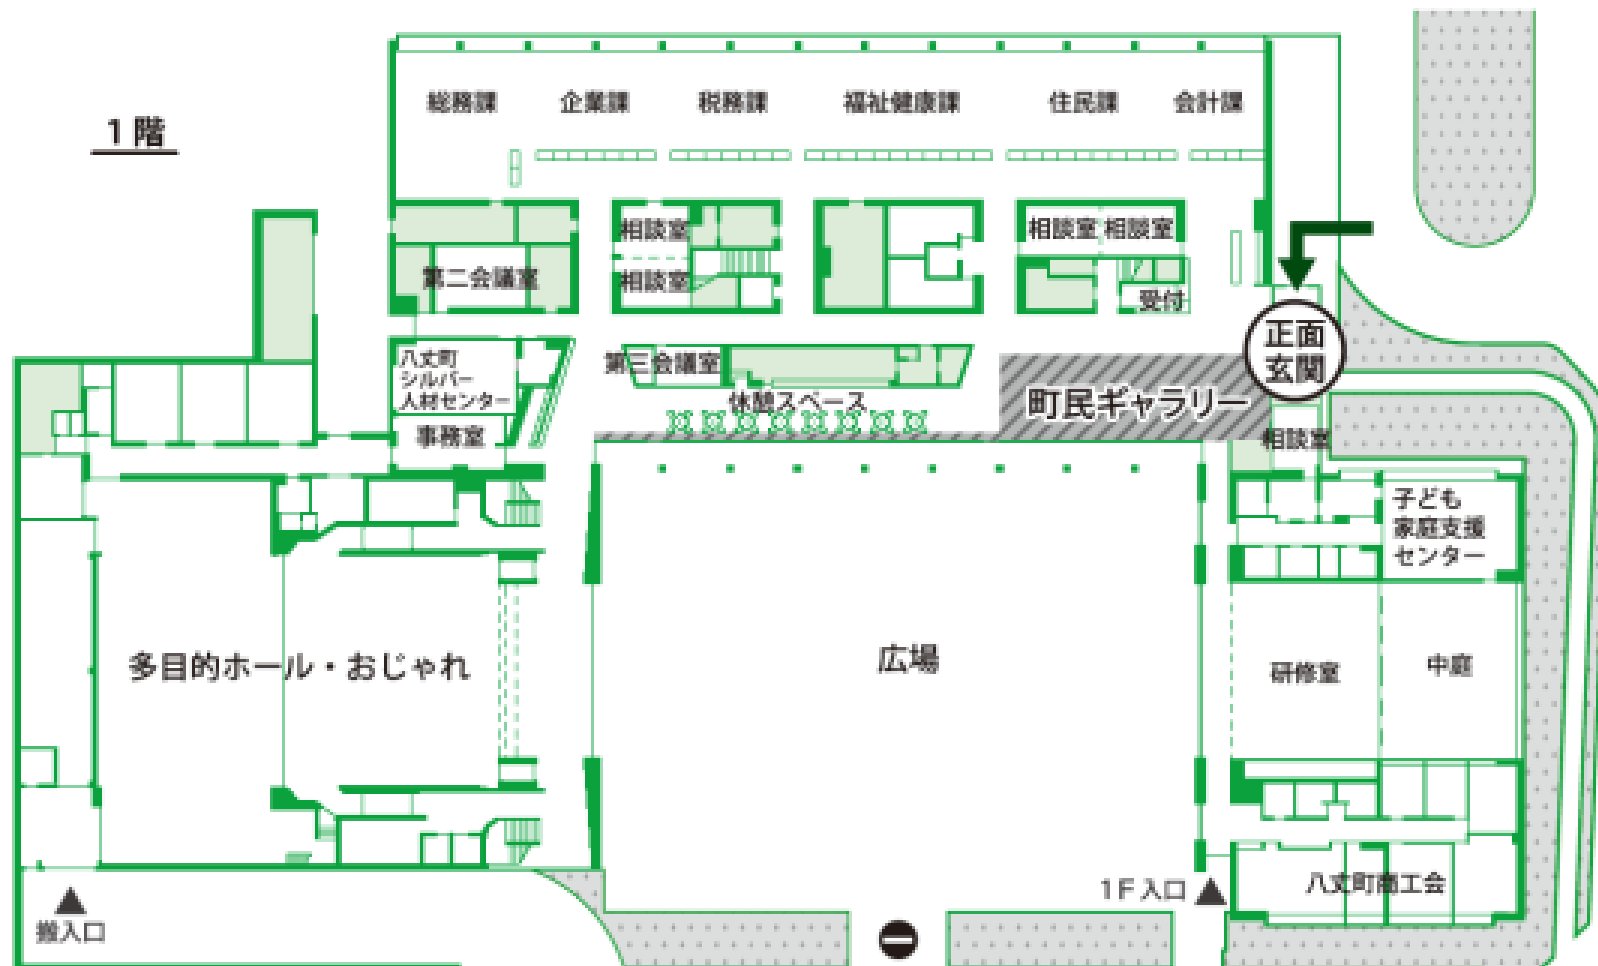 1階
総務課
企業課
税務課
福祉健康課
住民課
会計課
相談室
相談室 相談室
第二会議室
相談室
受付
正面
玄関
八丈町
シルバー
人材センター
第三会議室
休憩スペース
町民ギャラリー
事務室
相談室
子ども
家庭支援
センター
多目的ホール・おじゃれ
広場
研修室
中庭
八丈町商工会
1F入口
搬入口